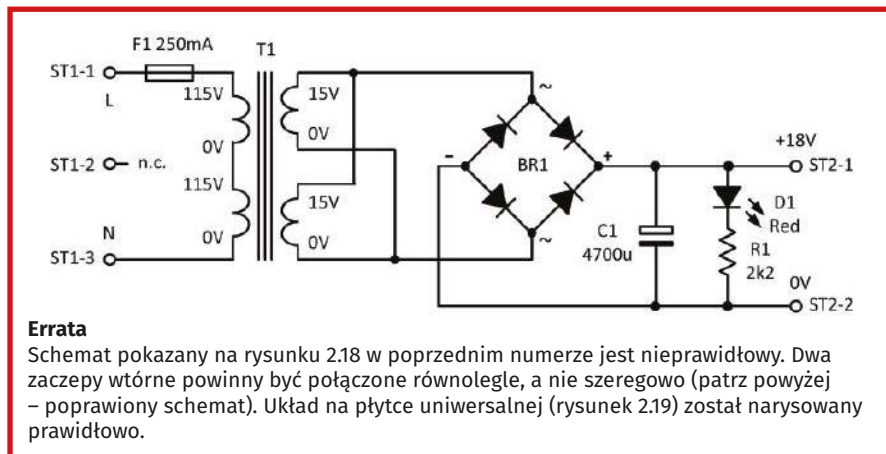 F1 250mA
T1
ST1-1
L
115V
15V
~
0V
0V
ST1-2
n.c.
-
BR1
+
+18V
ST2-1
115V
15V
D1
Red
N
0V
0V
C1
4700u
R1
2k2
ST1-3
~
0V
ST2-2
Errata
Schemat pokazany na rysunku 2.18 w poprzednim numerze jest nieprawidłowy. Dwa
zaczepy wtórne powinny być połączone równolegle, a nie szeregowo (patrz powyżej
– poprawiony schemat). Układ na płytce uniwersalnej (rysunek 2.19) został narysowany
prawidłowo.